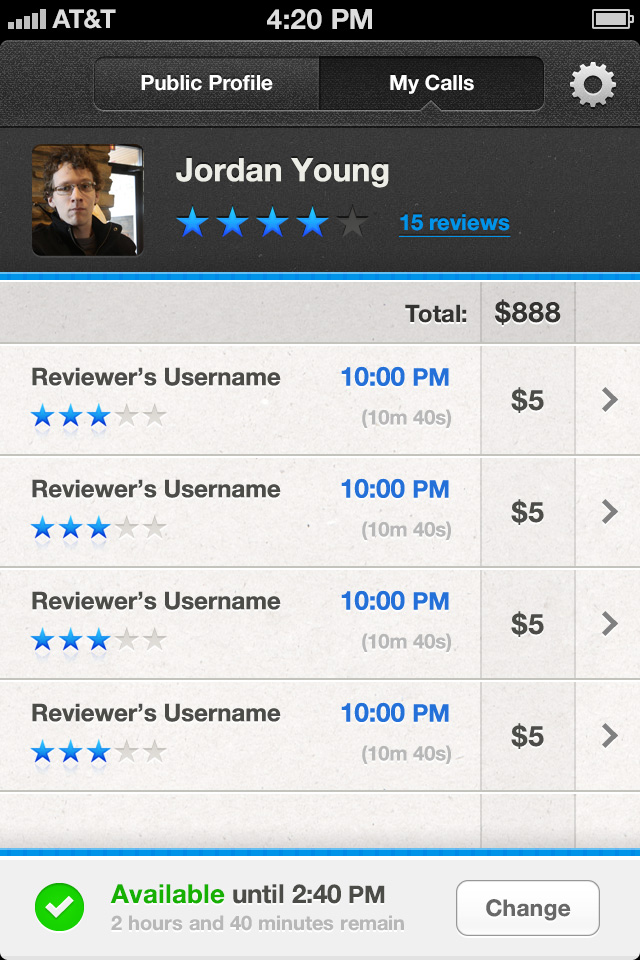 AT&T 4:20 PM
Public Profile My Calls
Jordan Young
15 reviews
Total: $888
Reviewer’s Username 10:00 PM
$5
(10m 40s)
Reviewer’s Username 10:00 PM
$5
(10m 40s)
Reviewer’s Username 10:00 PM
$5
(10m 40s)
Reviewer’s Username 10:00 PM
$5
(10m 40s)
Available until 2:40 PM
Change
2 hours and 40 minutes remain